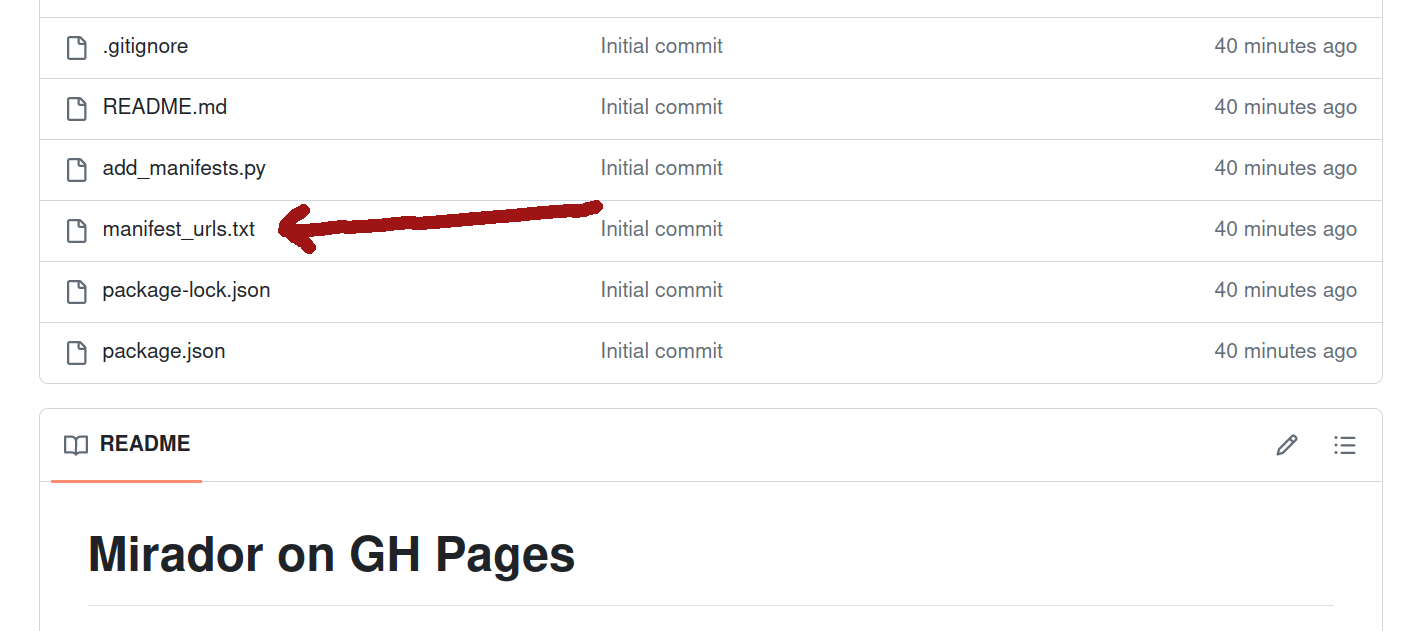 .gitignore Initial commit 40 minutes ago
README.md Initial commit 40 minutes ago
add_manifests.py Initial commit 40 minutes ago
manifest_urls.txt Initial commit 40 minutes ago
package-lock.json Initial commit 40 minutes ago
package.json Initial commit 40 minutes ago
README
Mirador on GH Pages